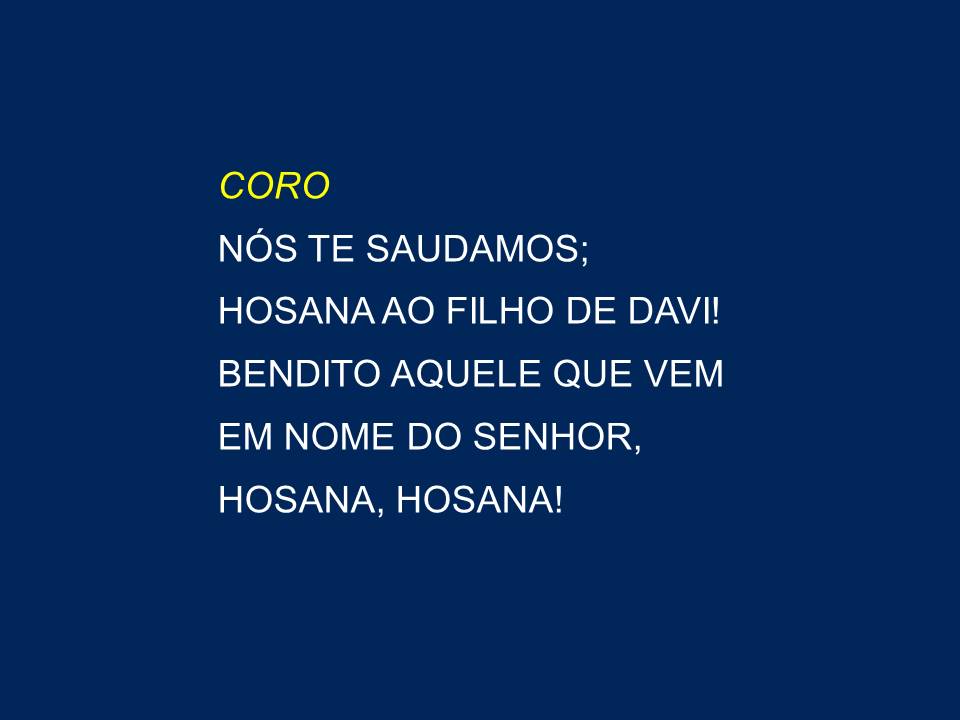 CORO
NÓS TE SAUDAMOS;
HOSANA AO FILHO DE DAVI!
BENDITO AQUELE QUE VEM
EM NOME DO SENHOR,
HOSANA, HOSANA!